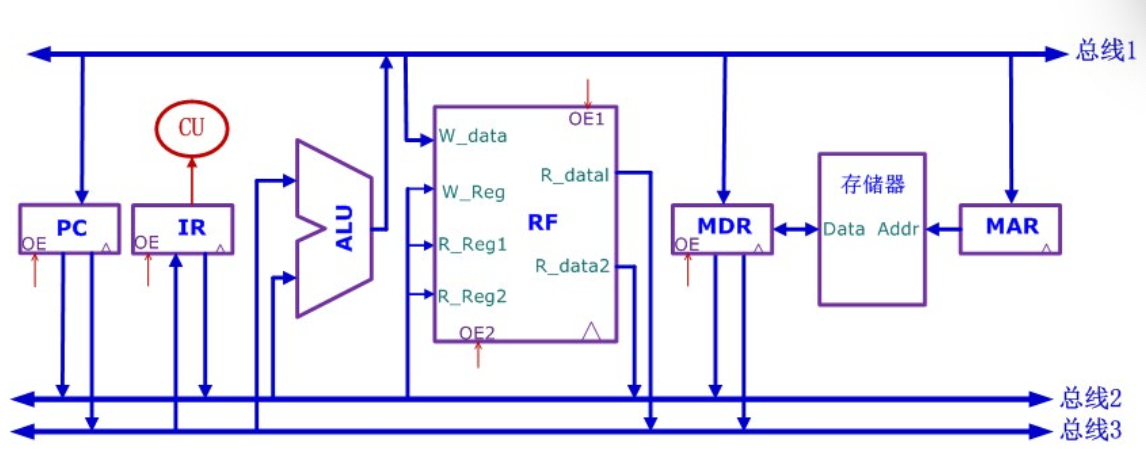 总线1
CU
OE1
W_data
W_Reg
R_dataI
存储器
PC
IR
ALU
RF
MDR
Data Addr
MAR
OE
OE
R_Reg1
OE
R_data2
R_Reg2
OE2
总线2
总线3